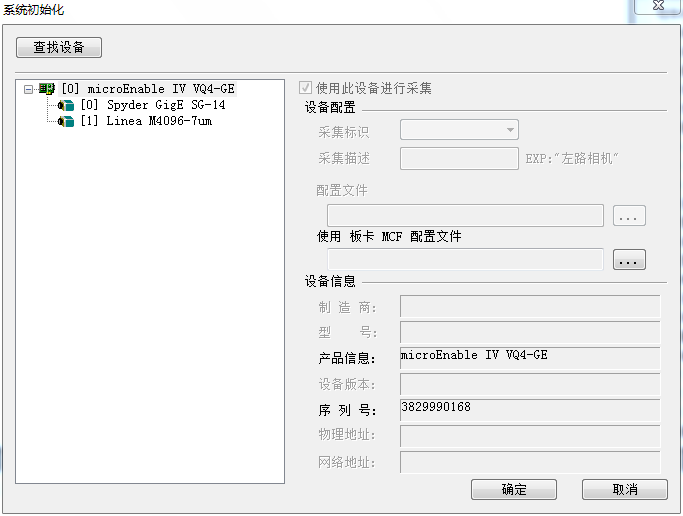 系统初始化
查找设备
[0] microEnable IV VQ4-GE
[0] Spyder GigE SG-14
[1] Linea M4096-7um
使用此设备进行采集
设备配置
采集标识
采集描述 EXP:"左路相机"
配置文件
...
使用 板卡 MCF 配置文件
...
设备信息
制 造 商:
型 号:
产品信息: microEnable IV VQ4-GE
设备版本:
序 列 号: 3829990168
物理地址:
网络地址:
确定 取消